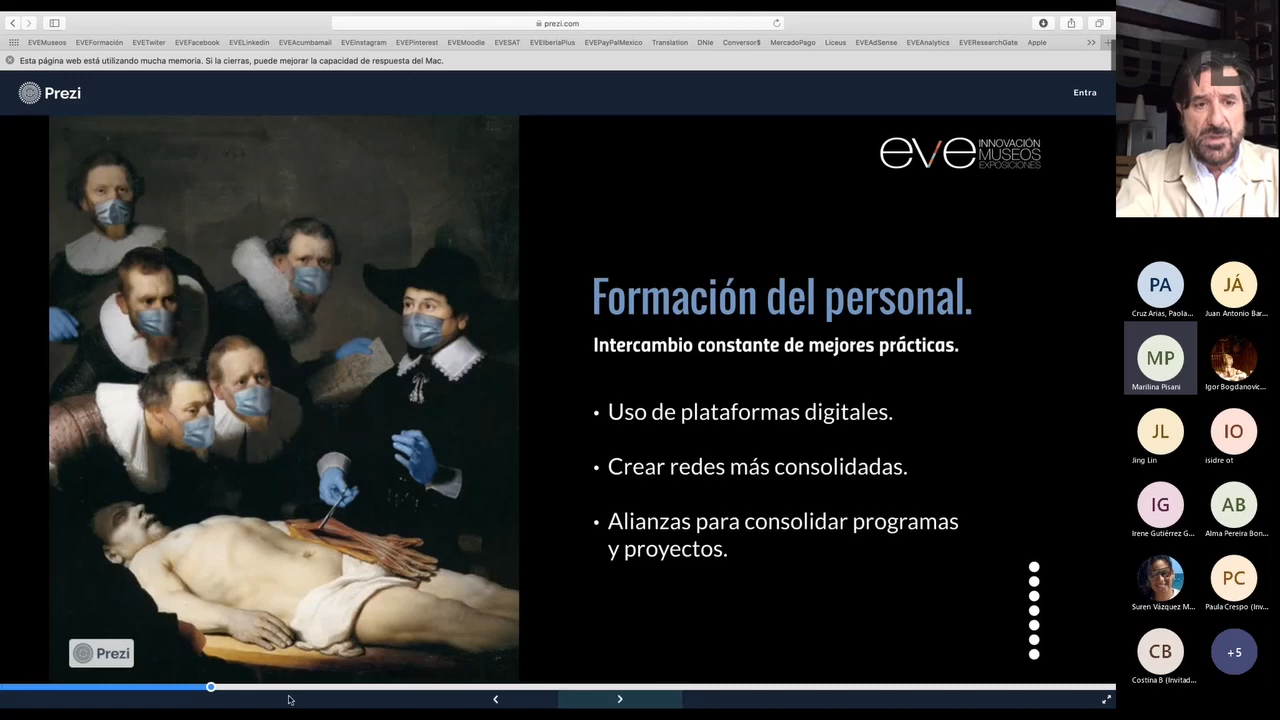 prezi.com
EVEMuseos EVEFormación EVETwiter EVEFacebook EVELinkedin EVEAcumbamail EVEInstagram EVEPinterest EVEMoodle EVESAT EVEIberiaPlus EVEPayPalMexico Translation DNIe Conversor$ MercadoPago Liceus EVEAdSense EVEAnalytics EVEResearchGate Apple
Esta página web está utilizando mucha memoria. Si la cierras, puede mejorar la capacidad de respuesta del Mac.
Prezi
Entra
eve INNOVACIÓN
MUSEOS
EXPOSICIONES
Formación del personal.
Intercambio constante de mejores prácticas.
• Uso de plataformas digitales.
• Crear redes más consolidadas.
• Alianzas para consolidar programas
y proyectos.
Prezi
PA JÁ
Cruz Arias, Paola... Juan Antonio Bar...
MP
Marilina Pisani Igor Bogdanovic...
JL IO
Jing Lin isidre ot
IG AB
Irene Gutiérrez G... Alma Pereira Bon...
PC
Suren Vázquez M... Paula Crespo (Inv...
CB +5
Costina B (Invitad...